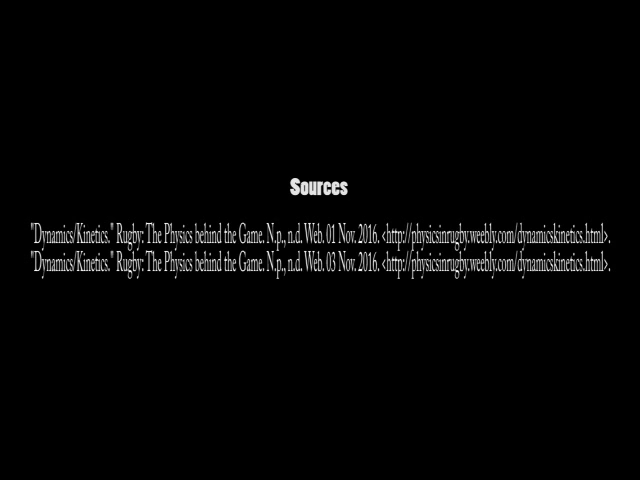 Sources
"Dynamics/Kinetics." Rugby: The Physics behind the Game. N.p., n.d. Web. 01 Nov. 2016. <http://physicsinrugby.weebly.com/dynamicskinetics.html>.
"Dynamics/Kinetics." Rugby: The Physics behind the Game. N.p., n.d. Web. 03 Nov. 2016. <http://physicsinrugby.weebly.com/dynamicskinetics.html>.